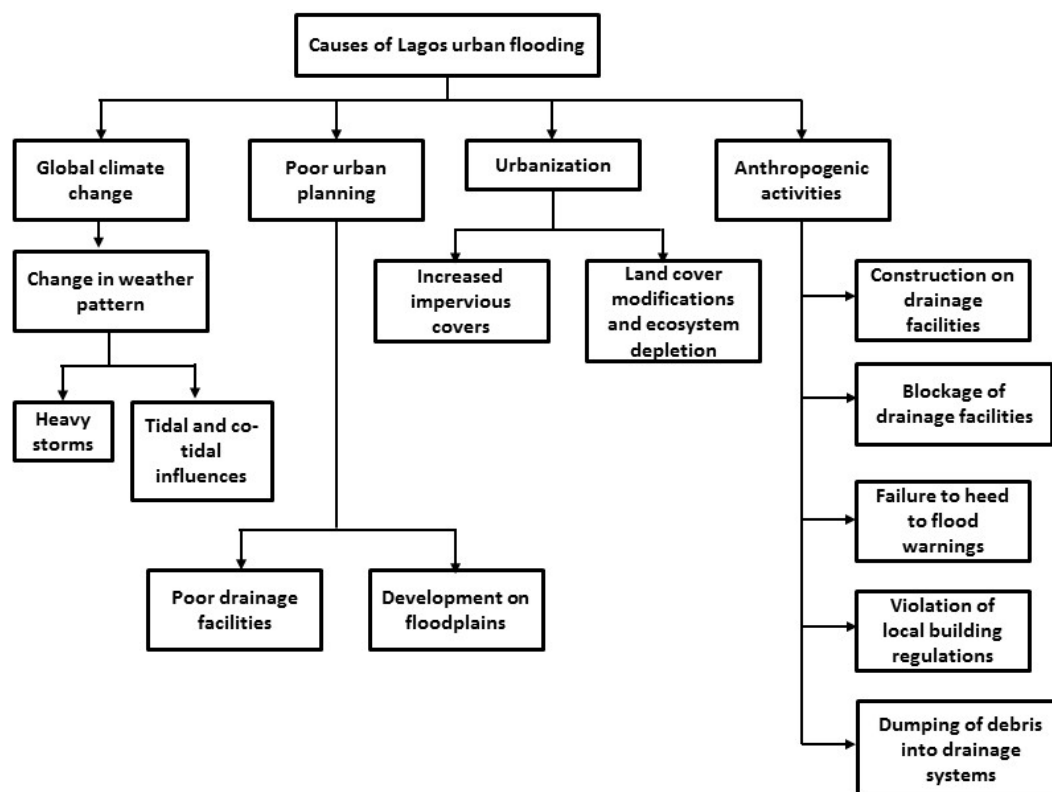 Causes of Lagos urban flooding
Global climate
change
Poor urban
planning
Urbanization
Anthropogenic
activities
Change in weather
pattern
Increased
impervious
covers
Land cover
modifications
and ecosystem
depletion
Construction on
drainage
facilities
Heavy
storms
Tidal and co-
tidal
influences
Blockage of
drainage facilities
Failure to heed
to flood
warnings
Poor drainage
facilities
Development on
floodplains
Violation of
local building
regulations
Dumping of debris
into drainage
systems